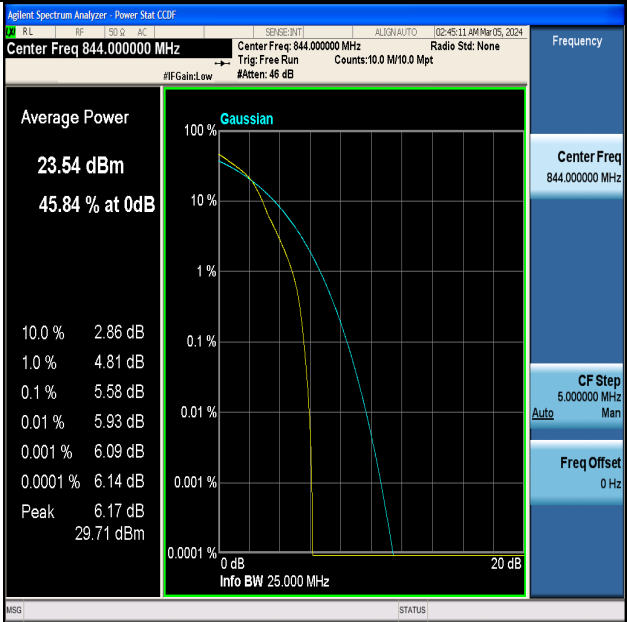 Agilent Spectrum Analyzer - Power Stat CCDF
LXI RL RF 50 Ω AC SENSE:INT ALIGN AUTO 02:45:11 AM Mar 05, 2024
Center Freq 844.000000 MHz
Center Freq: 844.000000 MHz Radio Std: None
Trig: Free Run Counts:10.0 M/10.0 Mpt
#IFGain:Low #Atten: 46 dB
Frequency
Average Power
23.54 dBm
45.84 % at 0dB
10.0 % 2.86 dB
1.0 % 4.81 dB
0.1 % 5.58 dB
0.01 % 5.93 dB
0.001 % 6.09 dB
0.0001 % 6.14 dB
Peak 6.17 dB
29.71 dBm
Gaussian
100 %
10 %
1 %
0.1 %
0.01 %
0.001 %
0.0001 %
0 dB 20 dB
Info BW 25.000 MHz
Center Freq
844.000000 MHz
CF Step
5.000000 MHz
Auto Man
Freq Offset
0 Hz
MSG STATUS